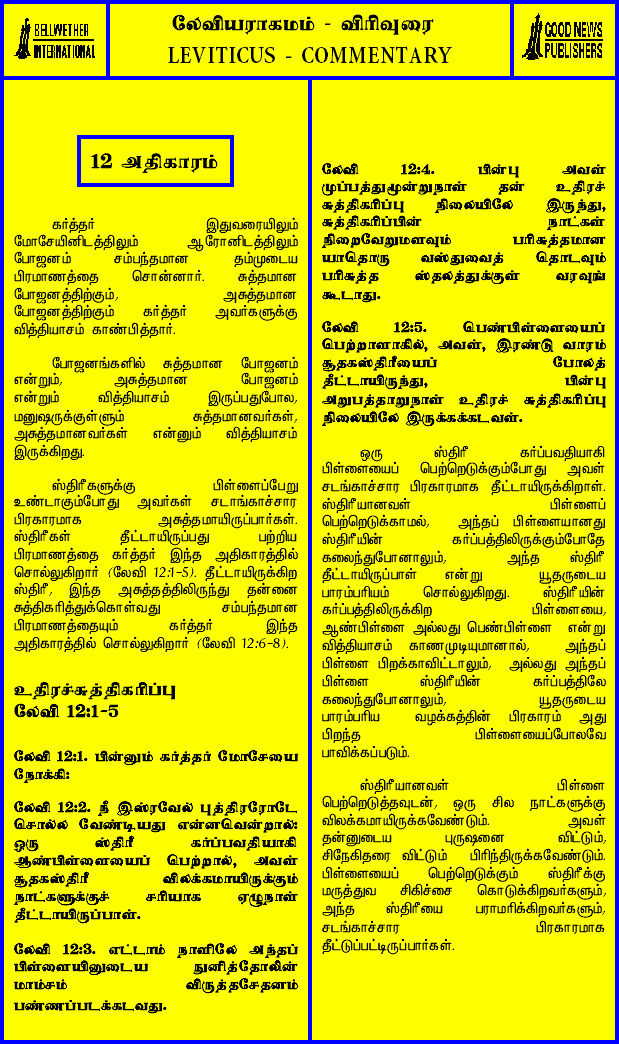 BELLWETHER
INTERNATIONAL
லேவியராகமம் - விரிவுரை
LEVITICUS - COMMENTARY
GOOD NEWS
PUBLISHERS
12 அதிகாரம்
கர்த்தர் இதுவரையிலும்
மோசேயினிடத்திலும் ஆரோனிடத்திலும்
போஜனம் சம்பந்தமான தம்முடைய
பிரமாணத்தை சொன்னார். சுத்தமான
போஜனத்திற்கும், அசுத்தமான
போஜனத்திற்கும் கர்த்தர் அவர்களுக்கு
வித்தியாசம் காண்பித்தார்.
போஜனங்களில் சுத்தமான போஜனம்
என்றும், அசுத்தமான போஜனம்
என்றும் வித்தியாசம் இருப்பதுபோல,
மனுஷருக்குள்ளும் சுத்தமானவர்கள்,
அசுத்தமானவர்கள் என்னும் வித்தியாசம்
இருக்கிறது.
ஸ்திரீகளுக்கு பிள்ளைப்பேறு
உண்டாகும்போது அவர்கள் சடாங்காச்சார
பிரகாரமாக அசுத்தமாயிருப்பார்கள்.
ஸ்திரீகள் தீட்டாயிருப்பது பற்றிய
பிரமாணத்தை கர்த்தர் இந்த அதிகாரத்தில்
சொல்லுகிறார் (லேவி 12:1-5). தீட்டாயிருக்கிற
ஸ்திரீ, இந்த அசுத்தத்திலிருந்து தன்னை
சுத்திகரித்துக்கொள்வது சம்பந்தமான
பிரமாணத்தையும் கர்த்தர் இந்த
அதிகாரத்தில் சொல்லுகிறார் (லேவி 12:6-8).
உதிரச்சுத்திகரிப்பு
லேவி 12:1-5
லேவி 12:1. பின்னும் கர்த்தர் மோசேயை
நோக்கி:
லேவி 12:2. நீ இஸ்ரவேல் புத்திரரோடே
சொல்ல வேண்டியது என்னவென்றால்:
ஒரு ஸ்திரீ கர்ப்பவதியாகி
ஆண்பிள்ளையைப் பெற்றால், அவள்
சூதகஸ்திரீ விலக்கமாயிருக்கும்
நாட்களுக்குச் சரியாக ஏழுநாள்
தீட்டாயிருப்பாள்.
லேவி 12:3. எட்டாம் நாளிலே அந்தப்
பிள்ளையினுடைய நுனித்தோலின்
மாம்சம் விருத்தசேதனம்
பண்ணப்படக்கடவது.
லேவி 12:4. பின்பு அவள்
முப்பத்துமூன்றுநாள் தன் உதிரச்
சுத்திகரிப்பு நிலையிலே இருந்து,
சுத்திகரிப்பின் நாட்கள்
நிறைவேறுமளவும் பரிசுத்தமான
யாதொரு வஸ்துவைத் தொடவும்
பரிசுத்த ஸ்தலத்துக்குள் வரவுங்
கூடாது.
லேவி 12:5. பெண்பிள்ளையைப்
பெற்றாளாகில், அவள், இரண்டு வாரம்
சூதகஸ்திரீயைப் போலத்
தீட்டாயிருந்து, பின்பு
அறுபத்தாறுநாள் உதிரச் சுத்திகரிப்பு
நிலையிலே இருக்கக்கடவள்.
ஒரு ஸ்திரீ கர்ப்பவதியாகி
பிள்ளையைப் பெற்றெடுக்கும்போது அவள்
சடங்காச்சார பிரகாரமாக தீட்டாயிருக்கிறாள்.
ஸ்திரீயானவள் பிள்ளைப்
பெற்றெடுக்காமல், அந்தப் பிள்ளையானது
ஸ்திரீயின் கர்ப்பத்திலிருக்கும்போதே
கலைந்துபோனாலும், அந்த ஸ்திரீ
தீட்டாயிருப்பாள் என்று யூதருடைய
பாரம்பரியம் சொல்லுகிறது. ஸ்திரீயின்
கர்ப்பத்திலிருக்கிற பிள்ளையை,
ஆண்பிள்ளை அல்லது பெண்பிள்ளை என்று
வித்தியாசம் காணமுடியுமானால், அந்தப்
பிள்ளை பிறக்காவிட்டாலும், அல்லது அந்தப்
பிள்ளை ஸ்திரீயின் கர்ப்பத்திலே
கலைந்துபோனாலும், யூதருடைய
பாரம்பரிய வழக்கத்தின் பிரகாரம் அது
பிறந்த பிள்ளையைப்போலவே
பாவிக்கப்படும்.
ஸ்திரீயானவள் பிள்ளை
பெற்றெடுத்தவுடன், ஒரு சில நாட்களுக்கு
விலக்கமாயிருக்கவேண்டும். அவள்
தன்னுடைய புருஷனை விட்டும்,
சிநேகிதரை விட்டும் பிரிந்திருக்கவேண்டும்.
பிள்ளையைப் பெற்றெடுக்கும் ஸ்திரீக்கு
மருத்துவ சிகிச்சை கொடுக்கிறவர்களும்,
அந்த ஸ்திரீயை பராமரிக்கிறவர்களும்,
சடங்காச்சார பிரகாரமாக
தீட்டுப்பட்டிருப்பார்கள்.